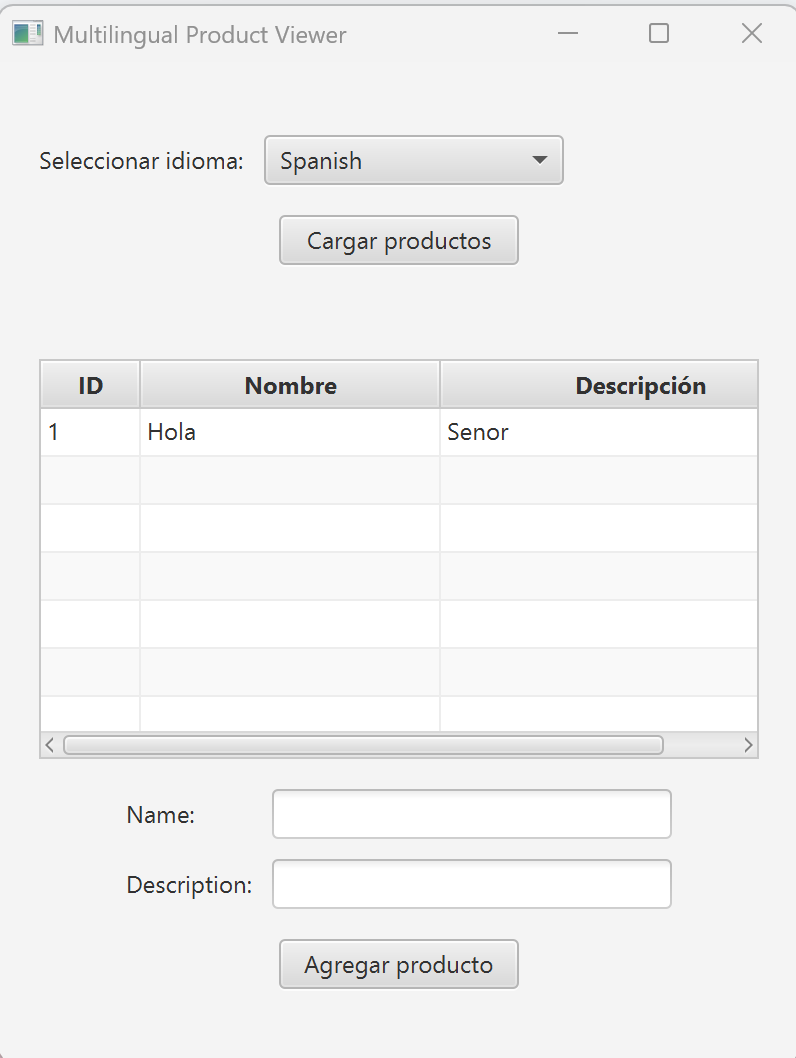 Multilingual Product Viewer
Seleccionar idioma: Spanish
Cargar productos
ID Nombre Descripción
1 Hola Senor
Name:
Description:
Agregar producto